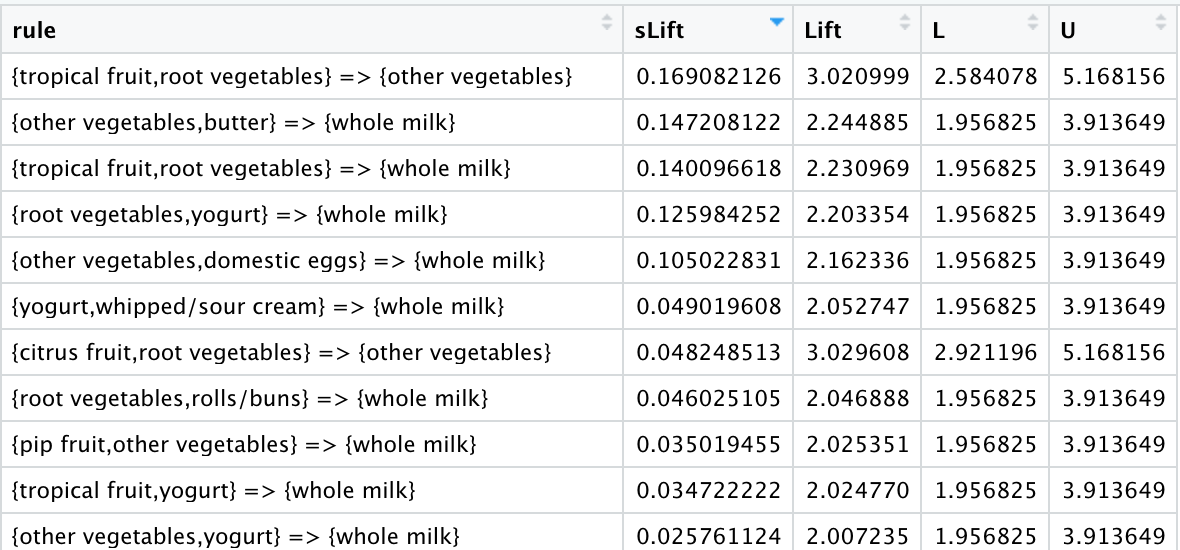 rule sLift Lift L U
{tropical fruit,root vegetables} => {other vegetables} 0.169082126 3.020999 2.584078 5.168156
{other vegetables,butter} => {whole milk} 0.147208122 2.244885 1.956825 3.913649
{tropical fruit,root vegetables} => {whole milk} 0.140096618 2.230969 1.956825 3.913649
{root vegetables,yogurt} => {whole milk} 0.125984252 2.203354 1.956825 3.913649
{other vegetables,domestic eggs} => {whole milk} 0.105022831 2.162336 1.956825 3.913649
{yogurt,whipped/sour cream} => {whole milk} 0.049019608 2.052747 1.956825 3.913649
{citrus fruit,root vegetables} => {other vegetables} 0.048248513 3.029608 2.921196 5.168156
{root vegetables,rolls/buns} => {whole milk} 0.046025105 2.046888 1.956825 3.913649
{pip fruit,other vegetables} => {whole milk} 0.035019455 2.025351 1.956825 3.913649
{tropical fruit,yogurt} => {whole milk} 0.034722222 2.024770 1.956825 3.913649
{other vegetables,yogurt} => {whole milk} 0.025761124 2.007235 1.956825 3.913649